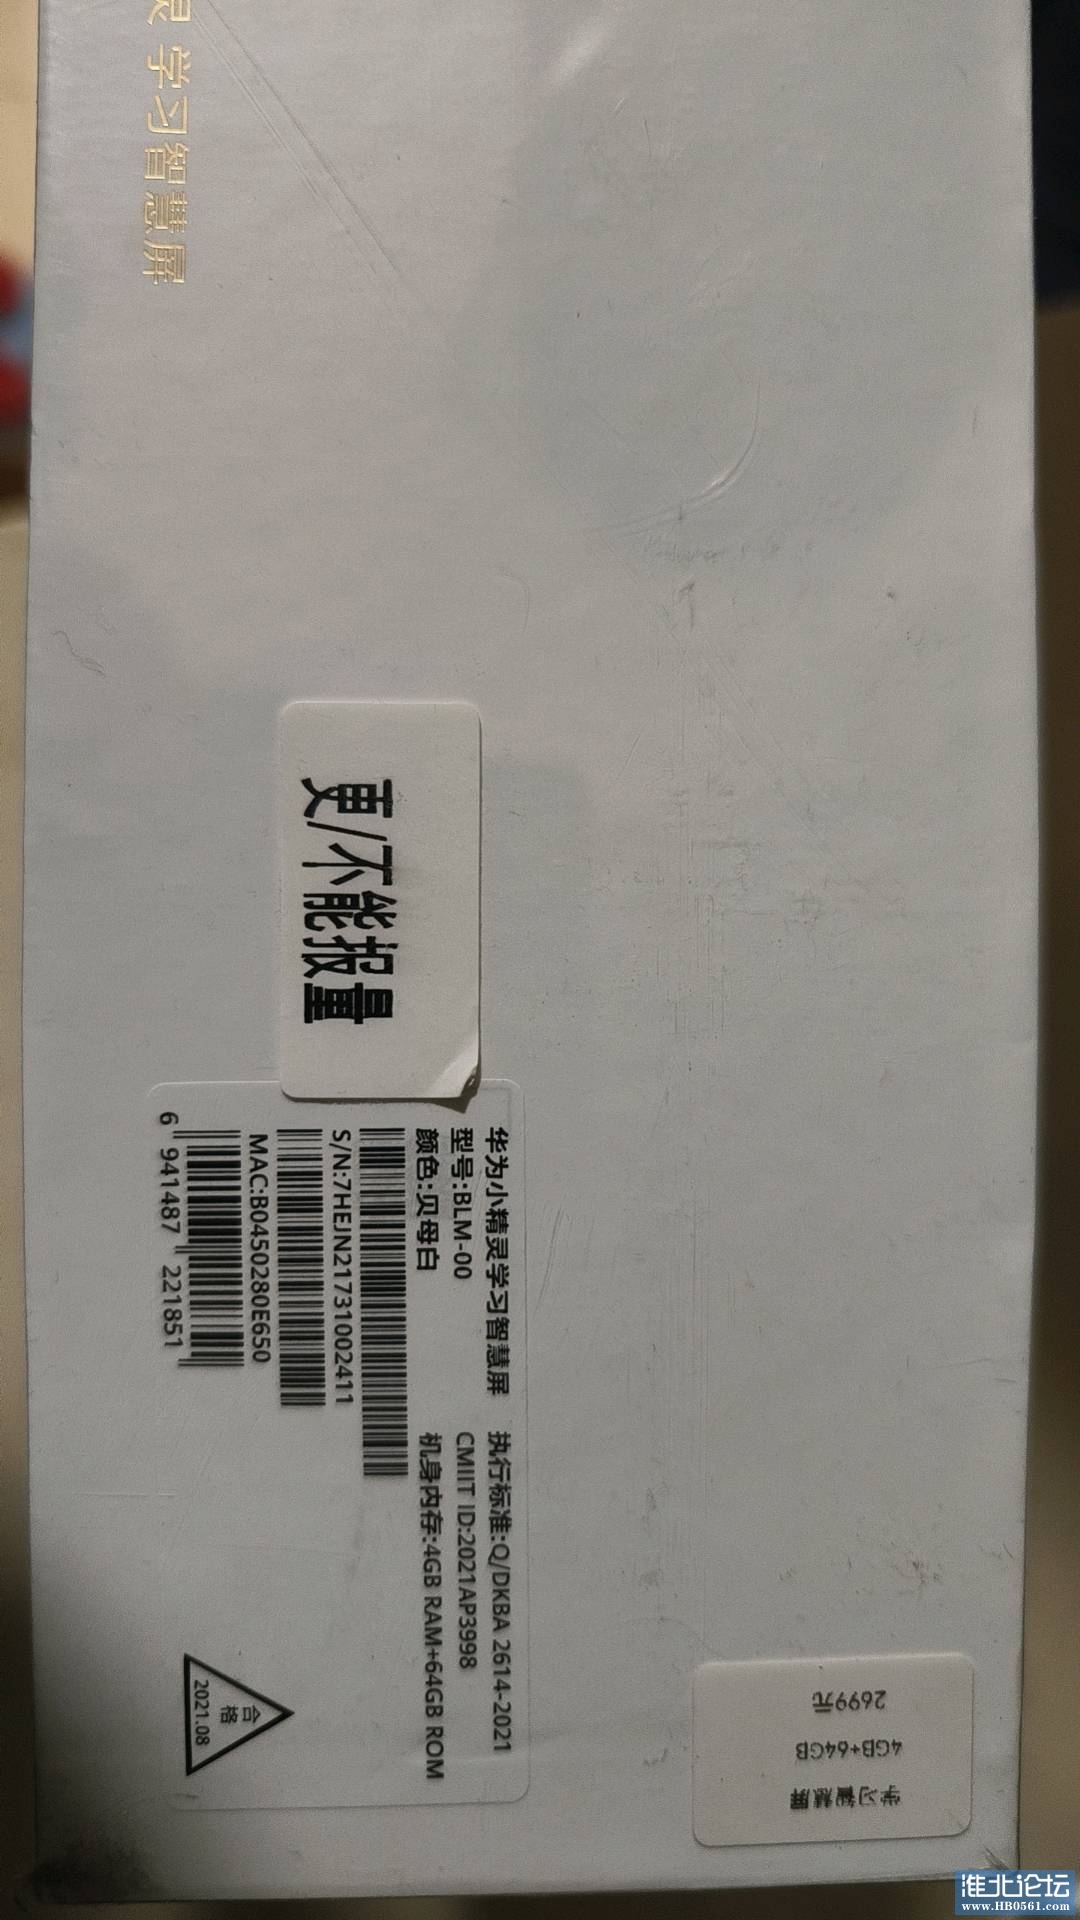 灵 学习智慧屏
更/不能报量
华为小精灵学习智慧屏
执行标准:Q/DKBA 2614-2021
型号:BLM-00
CMIIT ID:2021AP3998
颜色:贝母白
机身内存:4GB RAM+64GB ROM
S/N:7HEJN21731002411
MAC:B0450280E650
6 941487 221851
合格
2021.08
学习智慧屏
4GB+64GB
2699元
淮北论坛
www.HB0561.com